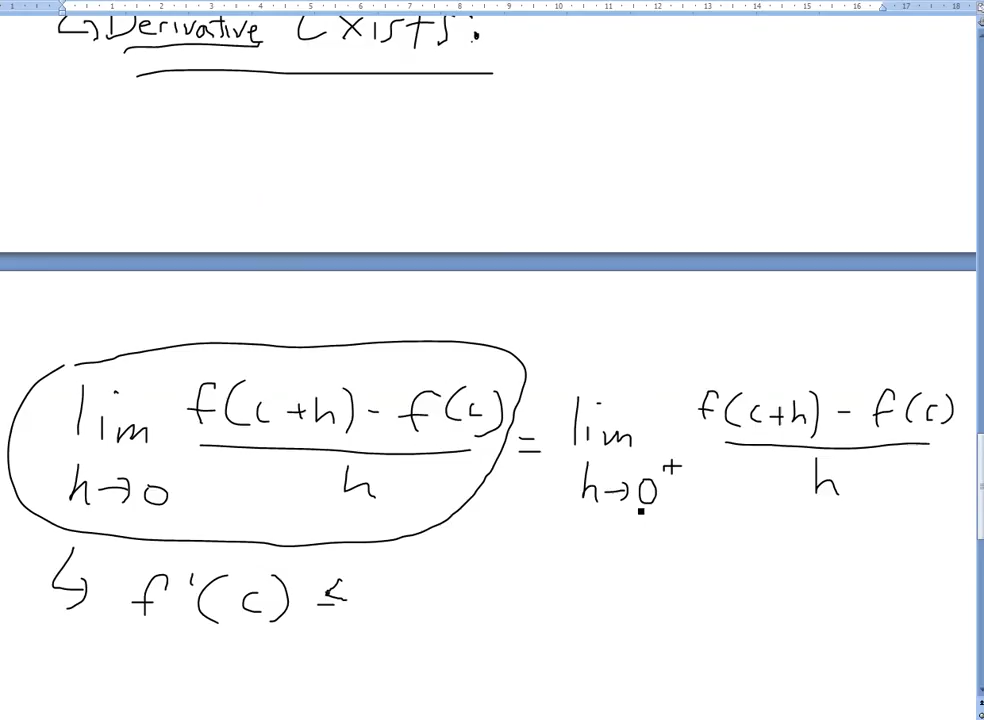 ↳ Derivative Exists:
lim h→0 f(c+h) - f(c) / h = lim h→0⁺ f(c+h) - f(c) / h
↳ f'(c) ≤